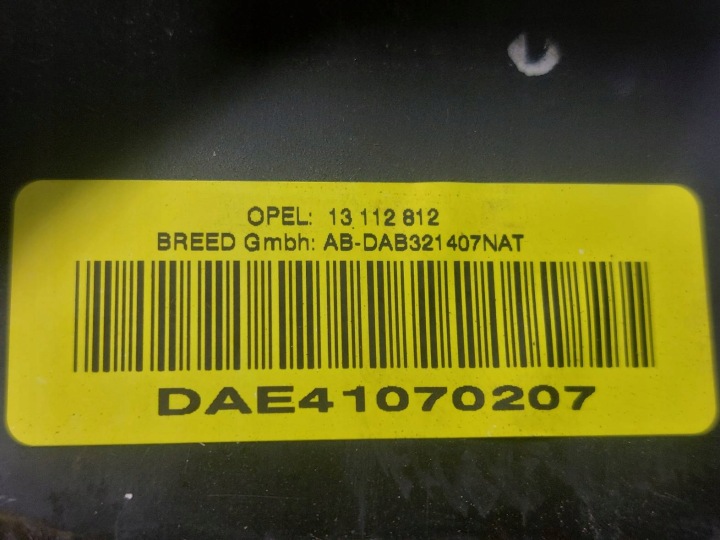 OPEL: 13 112 812
BREED Gmbh: AB-DAB321407NAT
DAE41070207